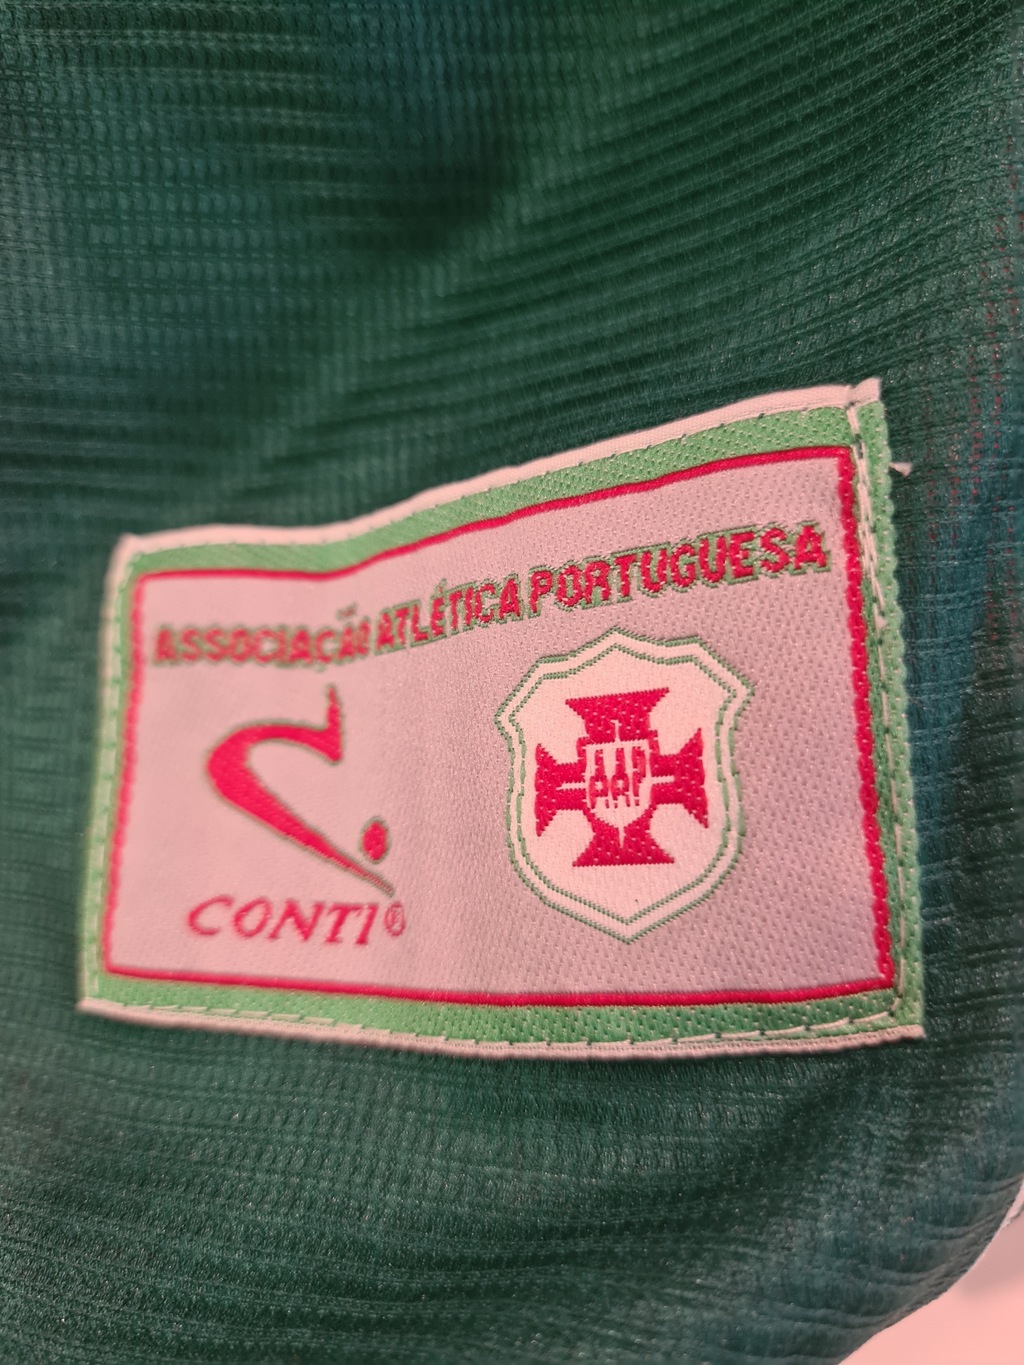 ASSOCIAÇÃO ATLÉTICA PORTUGUESA
AAP
CONTI®